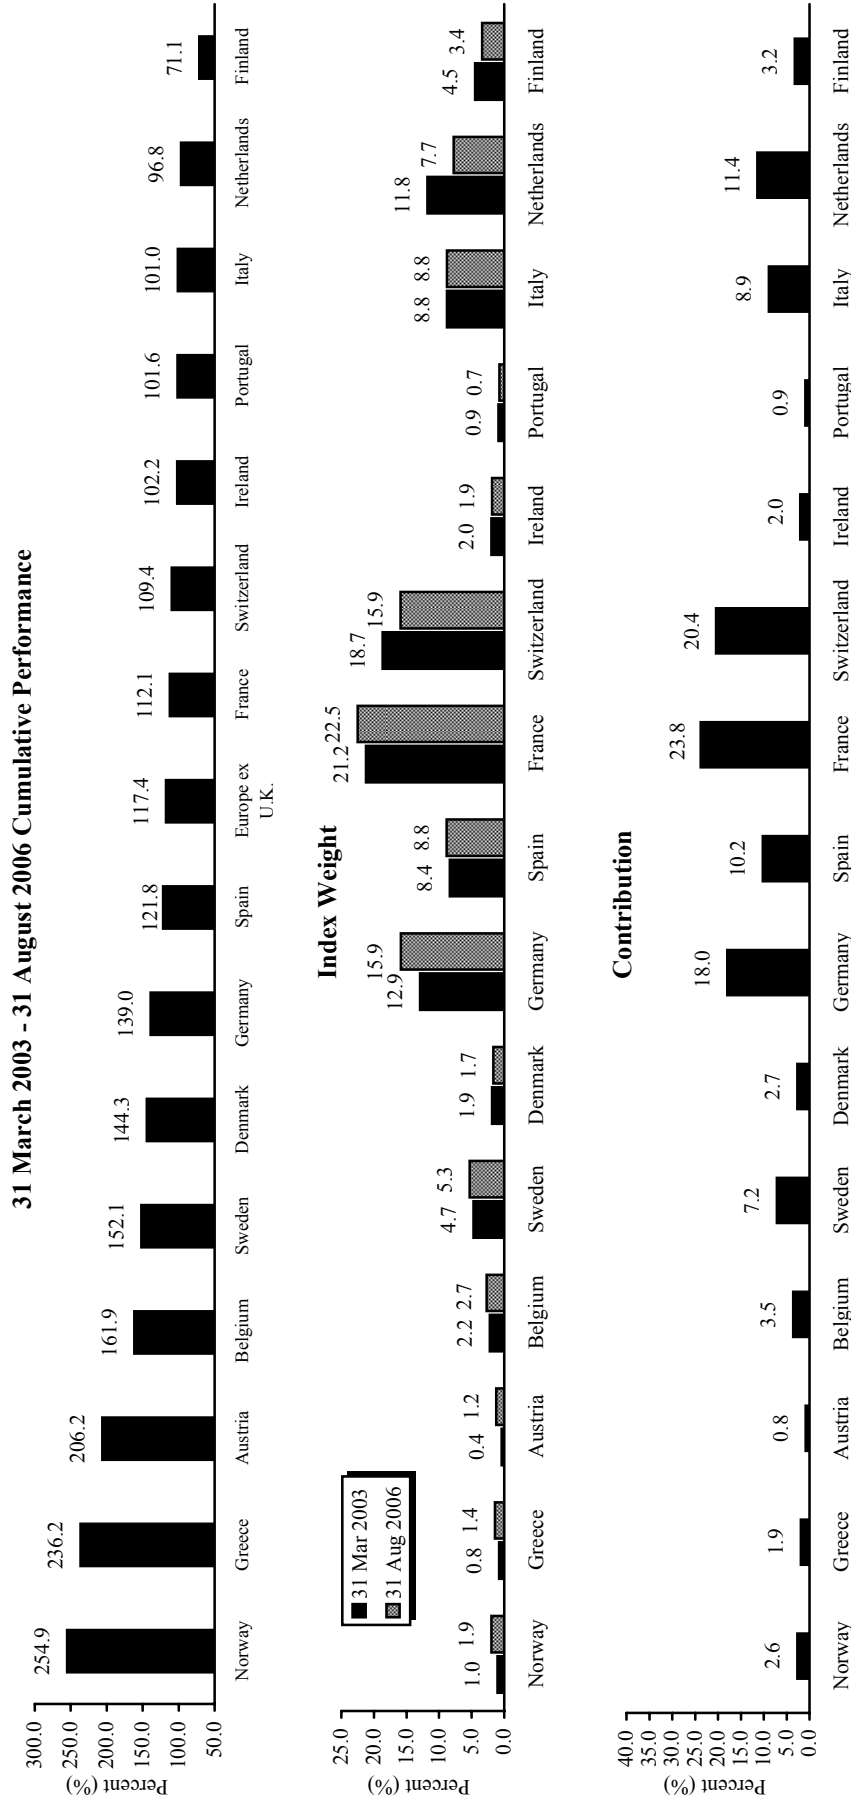 31 March 2003 - 31 August 2006 Cumulative Performance
Percent (%)
300.0
250.0
200.0
150.0
100.0
50.0
254.9 236.2 206.2 161.9 152.1 144.3 139.0 121.8 117.4 112.1 109.4 102.2 101.6 101.0 96.8 71.1
Norway Greece Austria Belgium Sweden Denmark Germany Spain Europe ex France Switzerland Ireland Portugal Italy Netherlands Finland
U.K.
Index Weight
Percent (%)
25.0
20.0
15.0
10.0
5.0
0.0
31 Mar 2003
31 Aug 2006
1.0 1.9 0.8 1.4 0.4 1.2 2.2 2.7 4.7 5.3 1.9 1.7 12.9 15.9 8.4 8.8 21.2 22.5 18.7 15.9 2.0 1.9 0.9 0.7 8.8 8.8 11.8 7.7 4.5 3.4
Norway Greece Austria Belgium Sweden Denmark Germany Spain France Switzerland Ireland Portugal Italy Netherlands Finland
Contribution
Percent (%)
40.0
35.0
30.0
25.0
20.0
15.0
10.0
5.0
0.0
2.6 1.9 0.8 3.5 7.2 2.7 18.0 10.2 23.8 20.4 2.0 0.9 8.9 11.4 3.2
Norway Greece Austria Belgium Sweden Denmark Germany Spain France Switzerland Ireland Portugal Italy Netherlands Finland